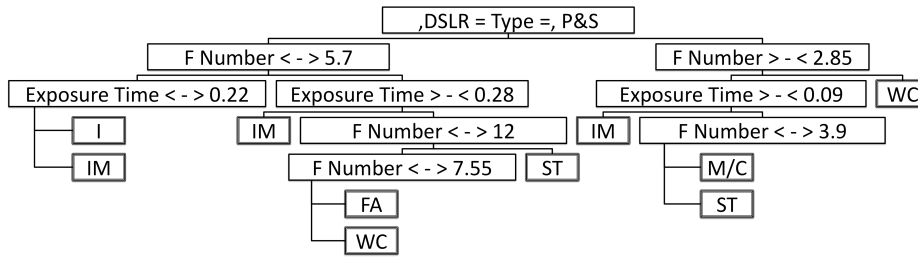 ,DSLR = Type =, P&S
F Number < - > 5.7
F Number > - < 2.85
Exposure Time < - > 0.22
Exposure Time > - < 0.28
Exposure Time > - < 0.09
WC
I
IM
F Number < - > 12
IM
F Number < - > 3.9
IM
F Number < - > 7.55
ST
M/C
FA
ST
WC